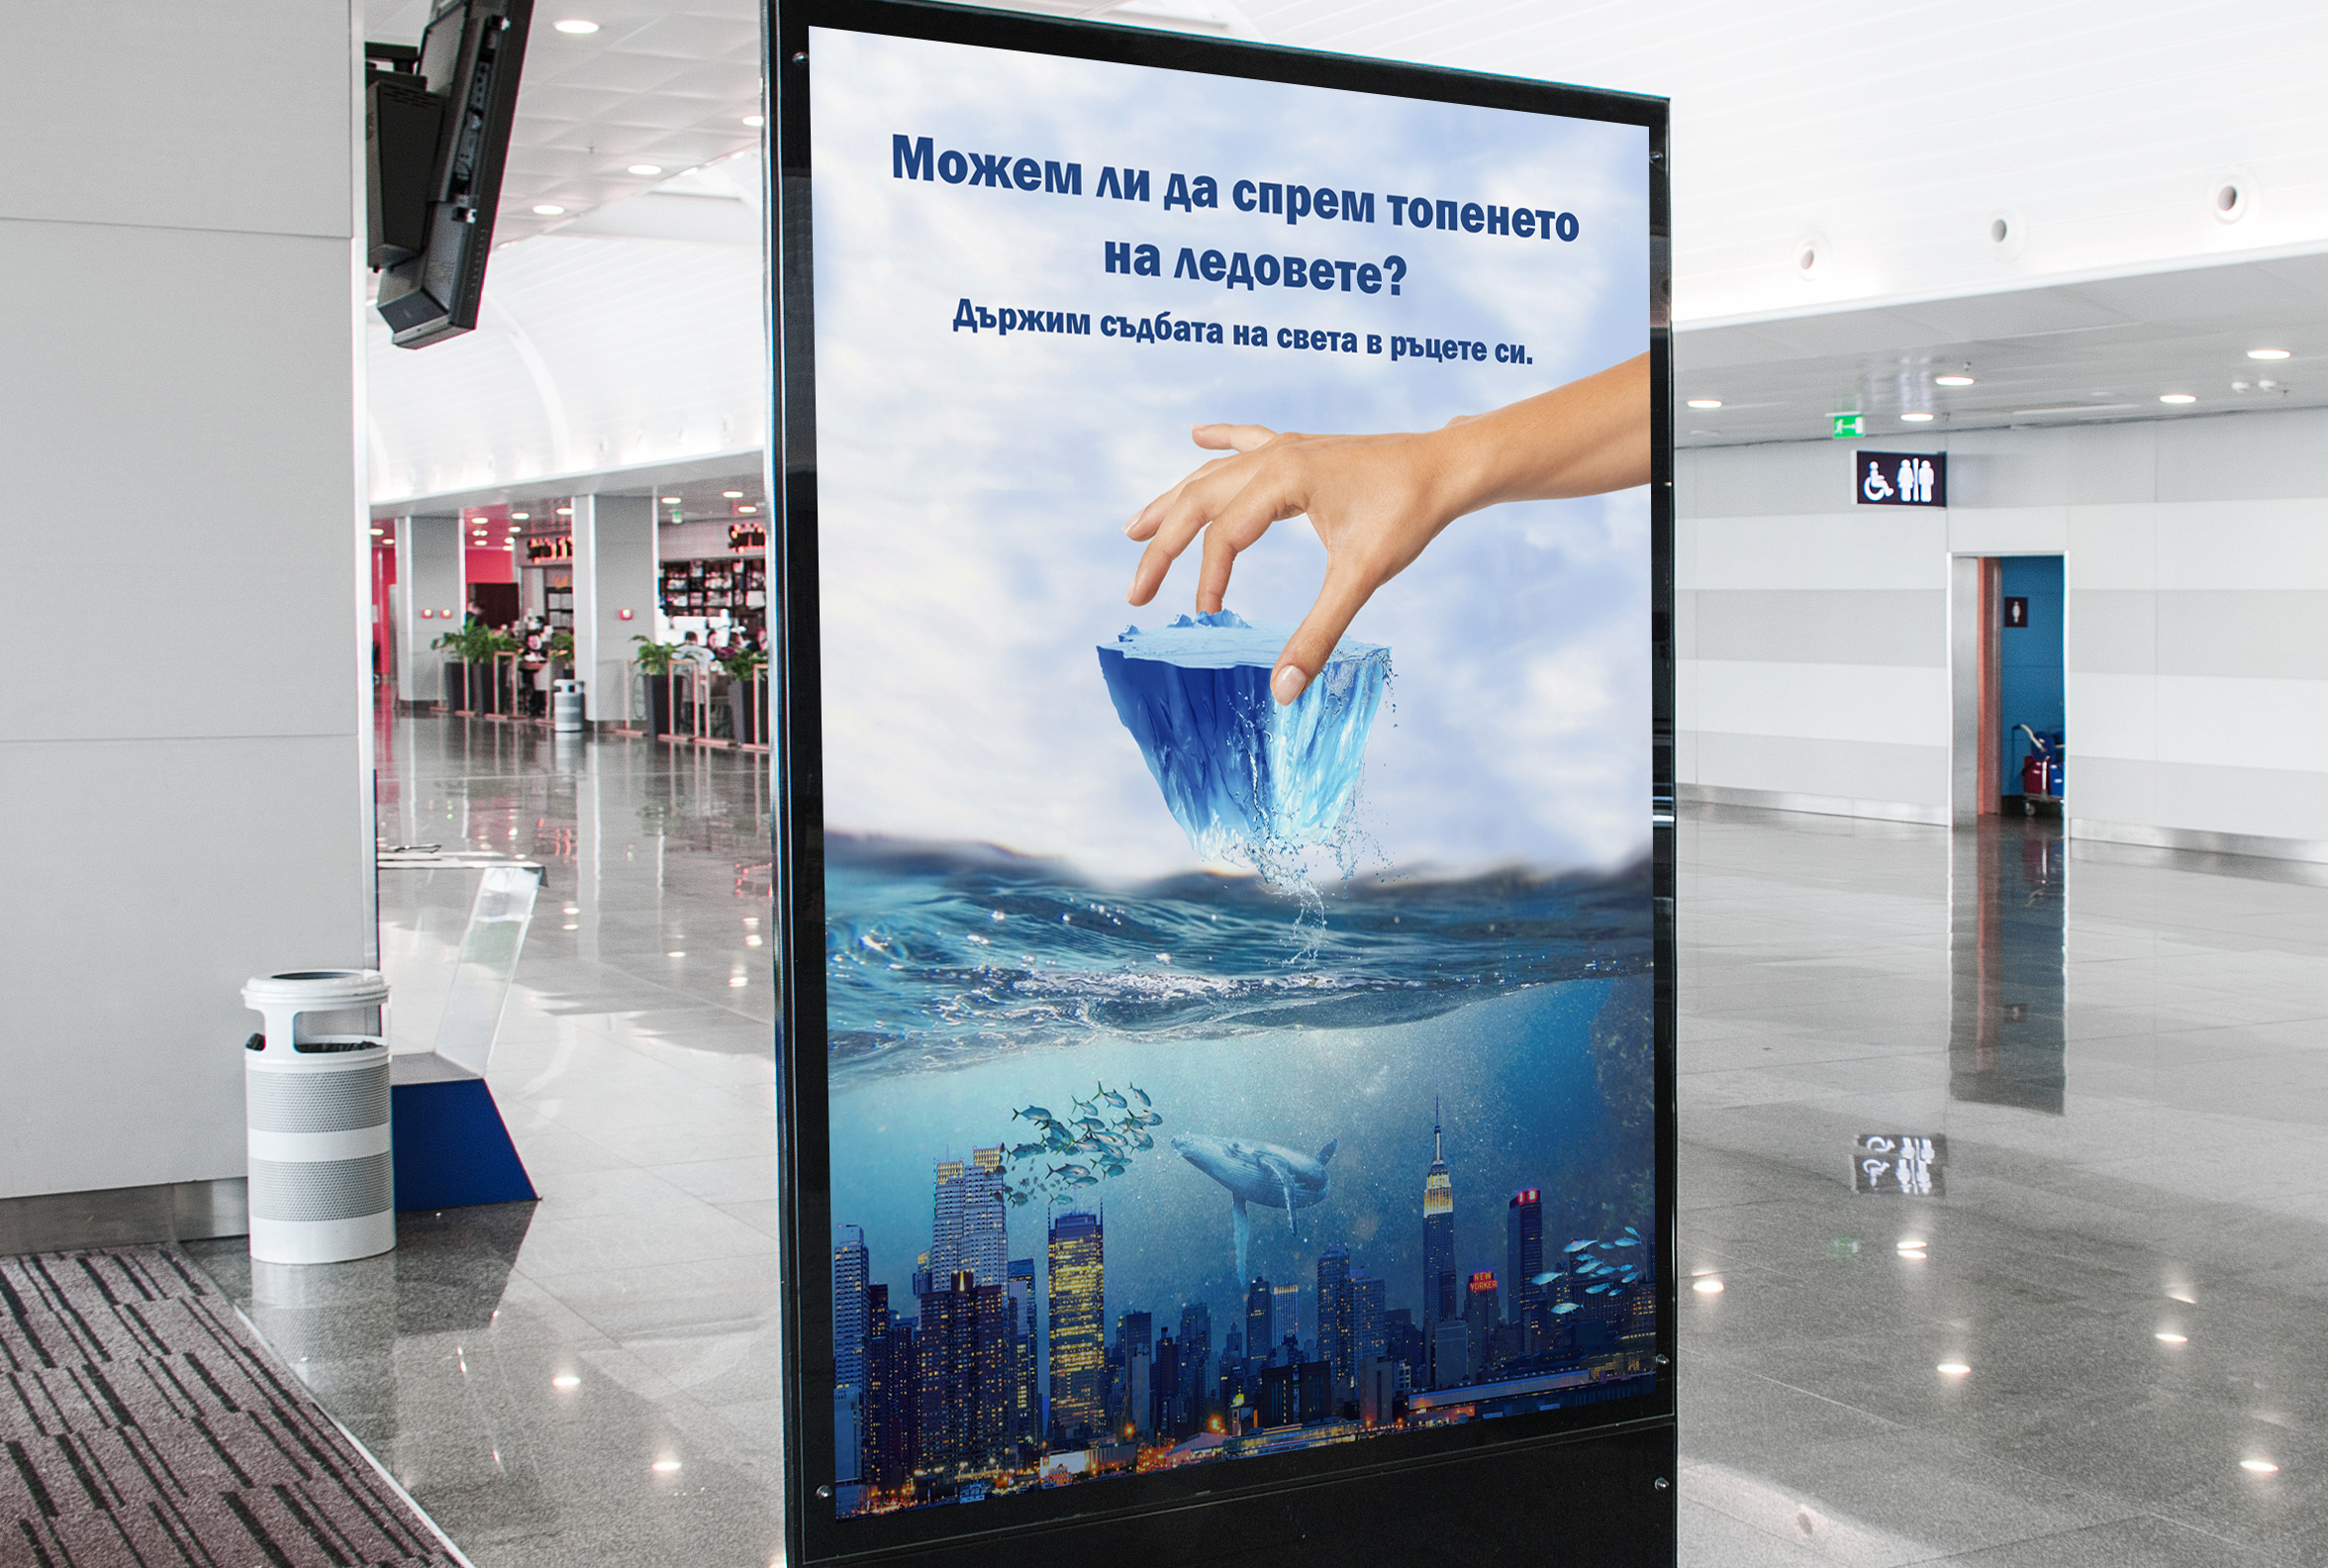 Можем ли да спрем топенето
на ледовете?
Държим съдбата на света в ръцете си.
NEW
YORKER